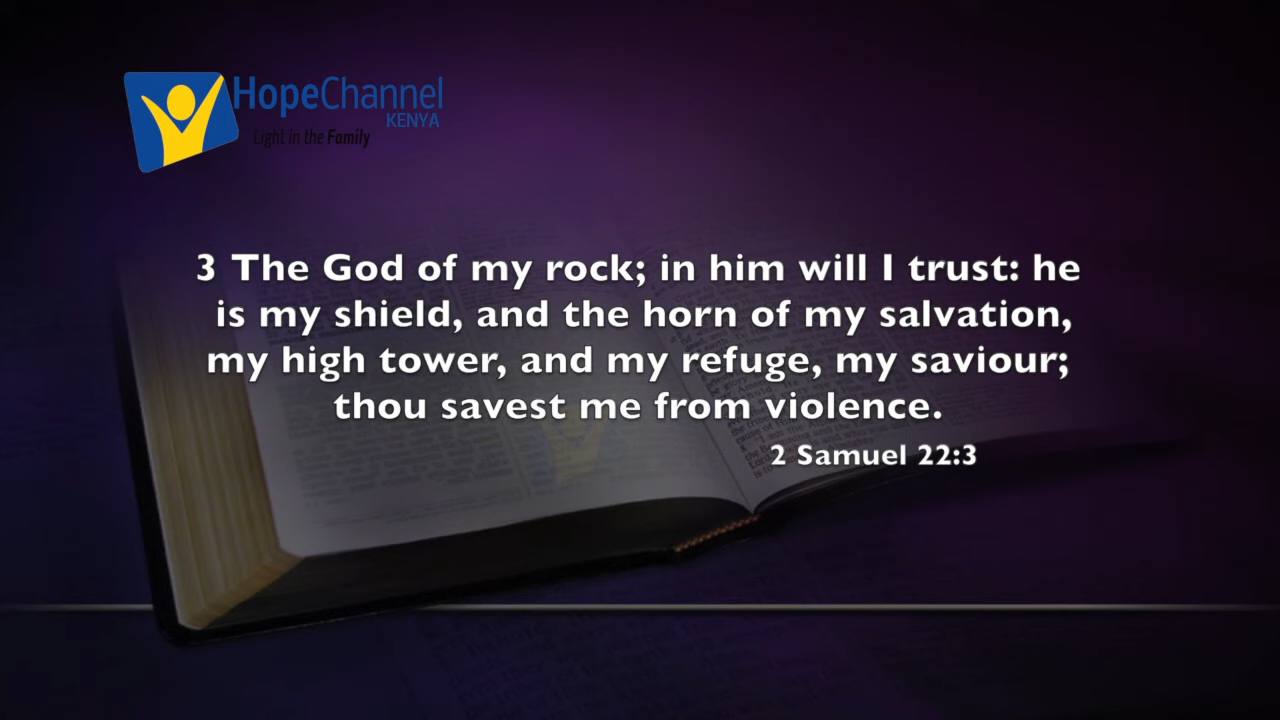 HopeChannel
KENYA
Light in the Family
3 The God of my rock; in him will I trust: he
is my shield, and the horn of my salvation,
my high tower, and my refuge, my saviour;
thou savest me from violence.
2 Samuel 22:3